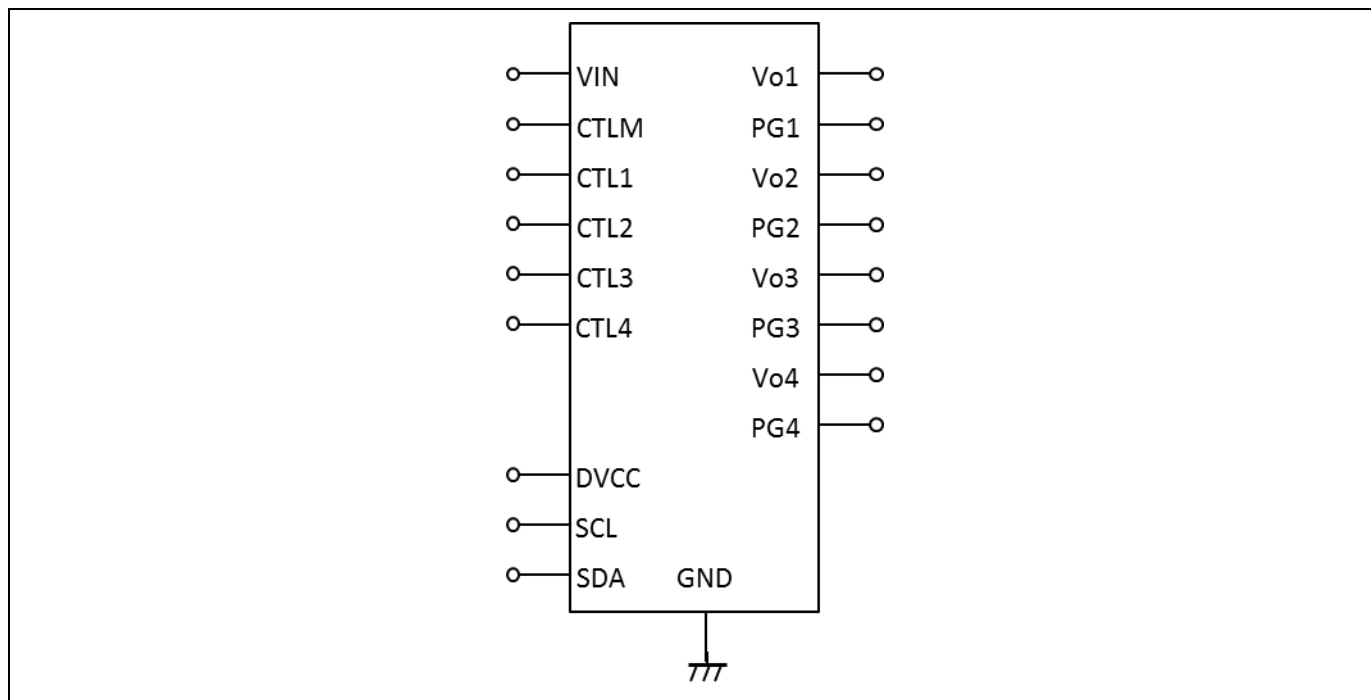 VIN Vo1
CTLM PG1
CTL1 Vo2
CTL2 PG2
CTL3 Vo3
CTL4 PG3
Vo4
PG4
DVCC
SCL
SDA GND